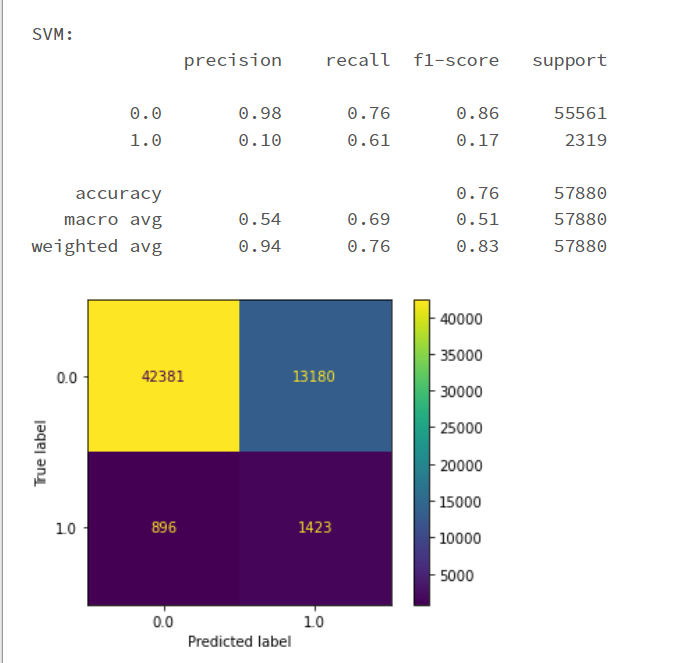 SVM:
precision recall f1-score support
0.0 0.98 0.76 0.86 55561
1.0 0.10 0.61 0.17 2319
accuracy 0.76 57880
macro avg 0.54 0.69 0.51 57880
weighted avg 0.94 0.76 0.83 57880
True label
0.0
1.0
42381 13180
896 1423
0.0 1.0
Predicted label
40000
35000
30000
25000
20000
15000
10000
5000